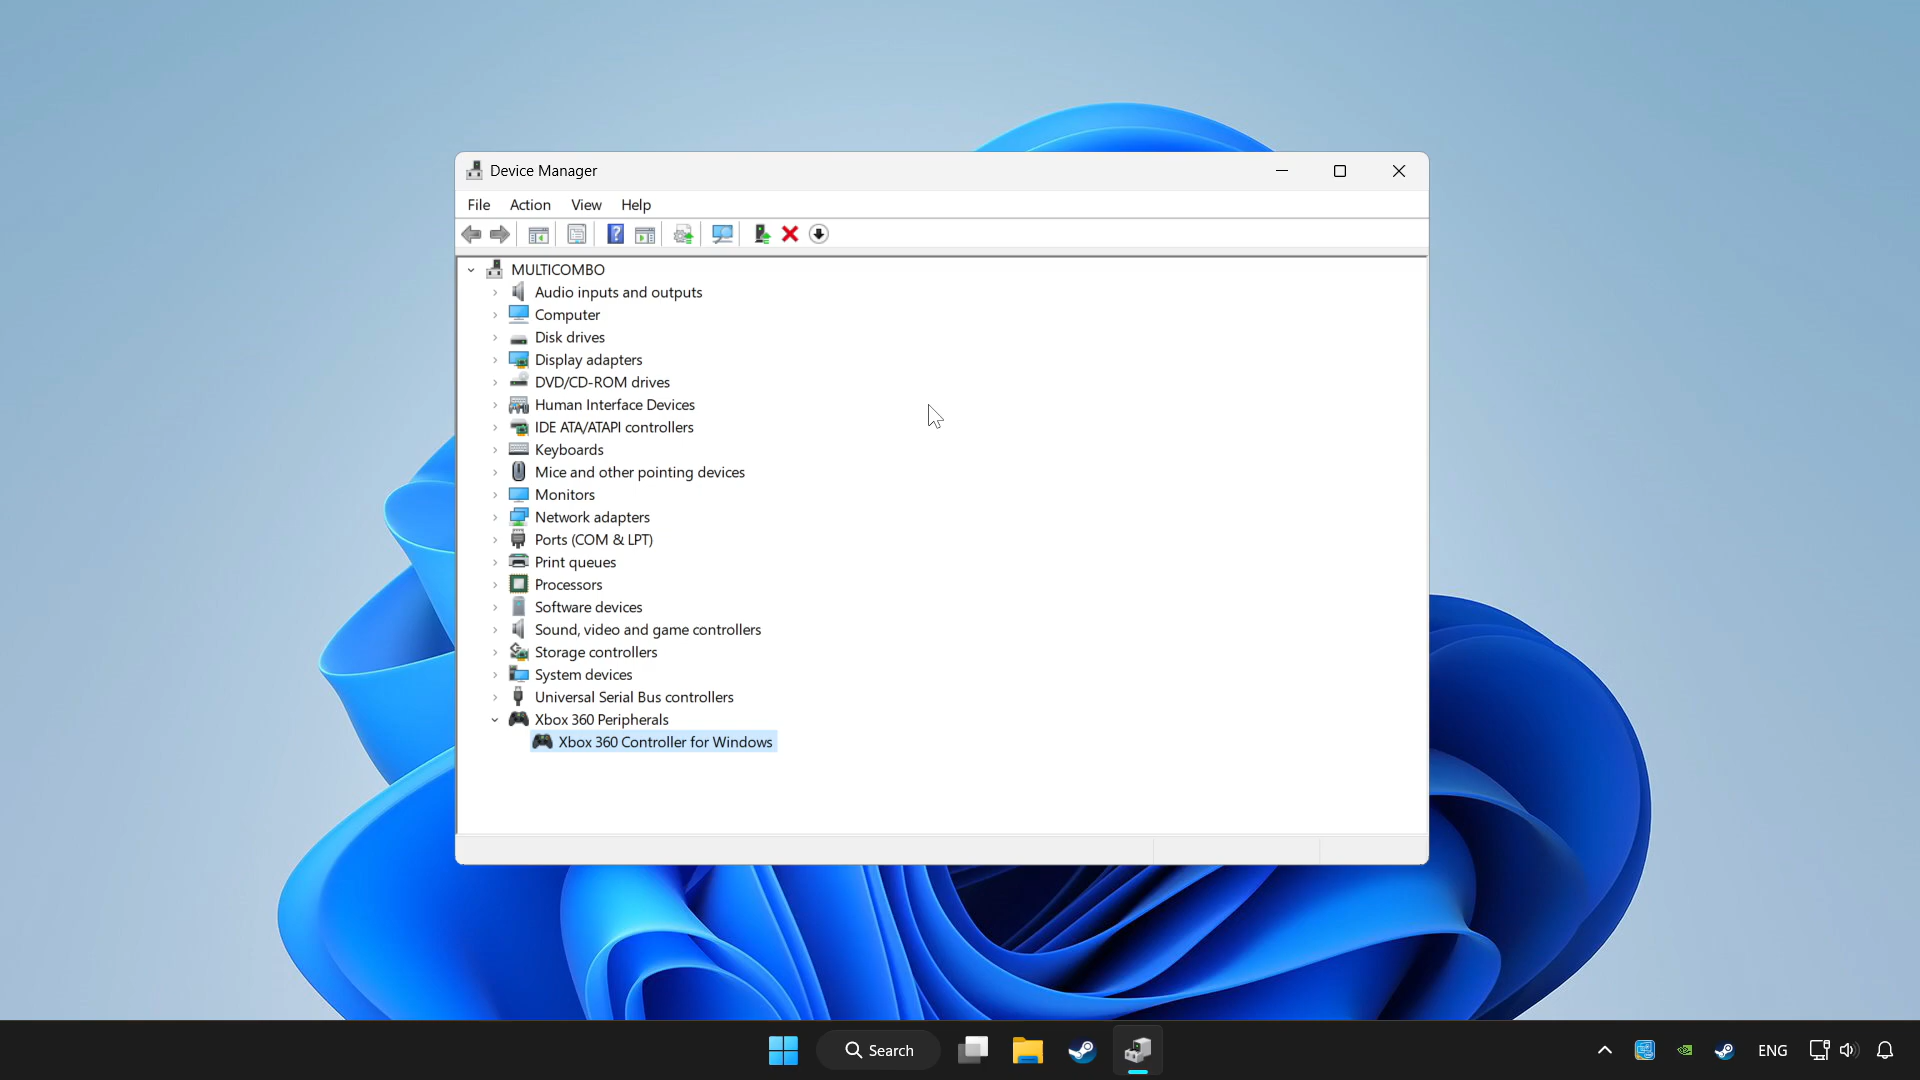 Device Manager
File Action View Help
MULTICOMBO
Audio inputs and outputs
Computer
Disk drives
Display adapters
DVD/CD-ROM drives
Human Interface Devices
IDE ATA/ATAPI controllers
Keyboards
Mice and other pointing devices
Monitors
Network adapters
Ports (COM & LPT)
Print queues
Processors
Software devices
Sound, video and game controllers
Storage controllers
System devices
Universal Serial Bus controllers
Xbox 360 Peripherals
Xbox 360 Controller for Windows
Search ENG